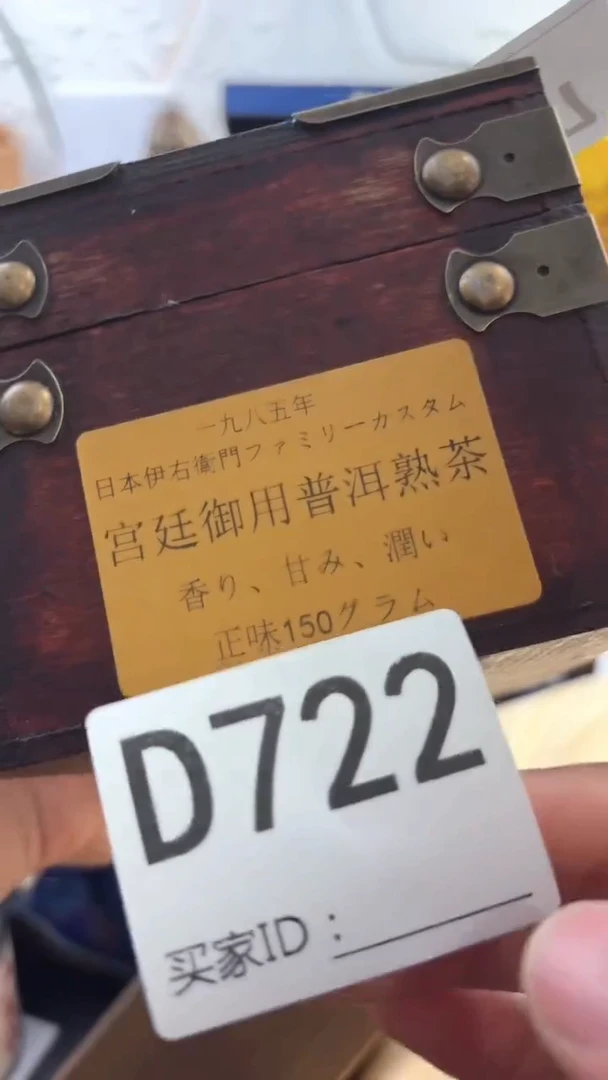 一九八五年
日本伊右衛門ファミリーカスタム
宮廷御用普洱熟茶
香り、甘み、潤い
正味150グラム
D722
买家ID：